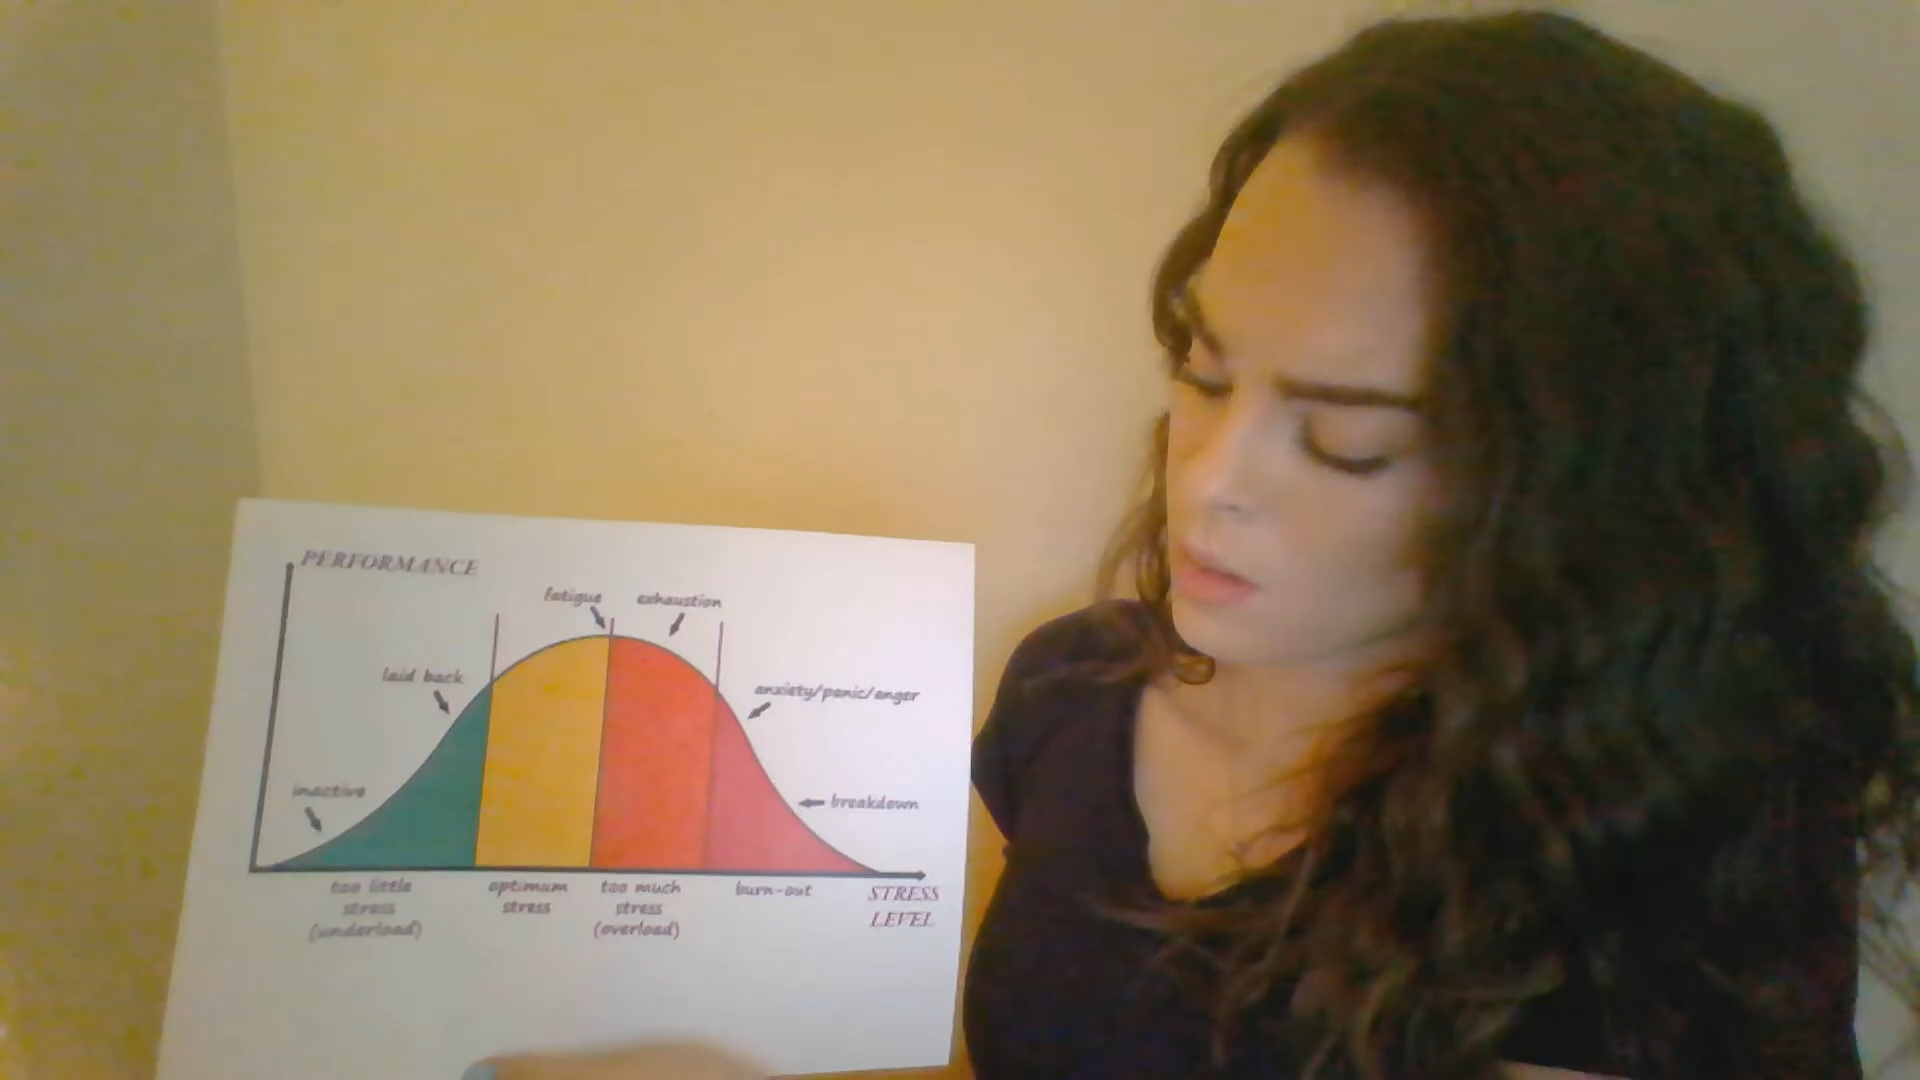 PERFORMANCE
fatigue
exhaustion
laid back
anxiety/panic/anger
inactive
breakdown
too little
stress
(underload)
optimum
stress
too much
stress
(overload)
burn-out
STRESS
LEVEL